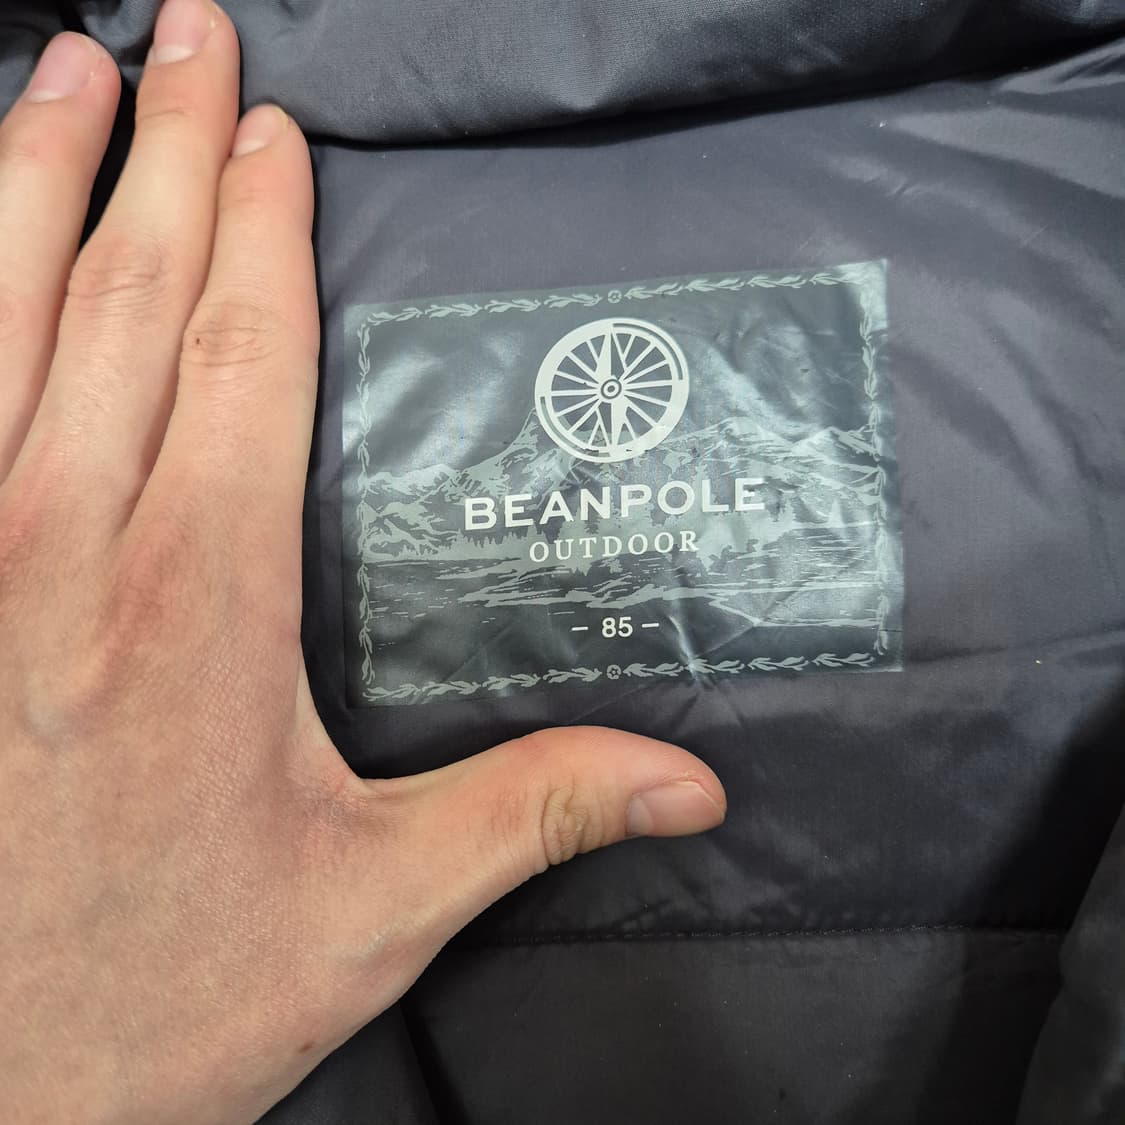 BEANPOLE
OUTDOOR
– 85 –